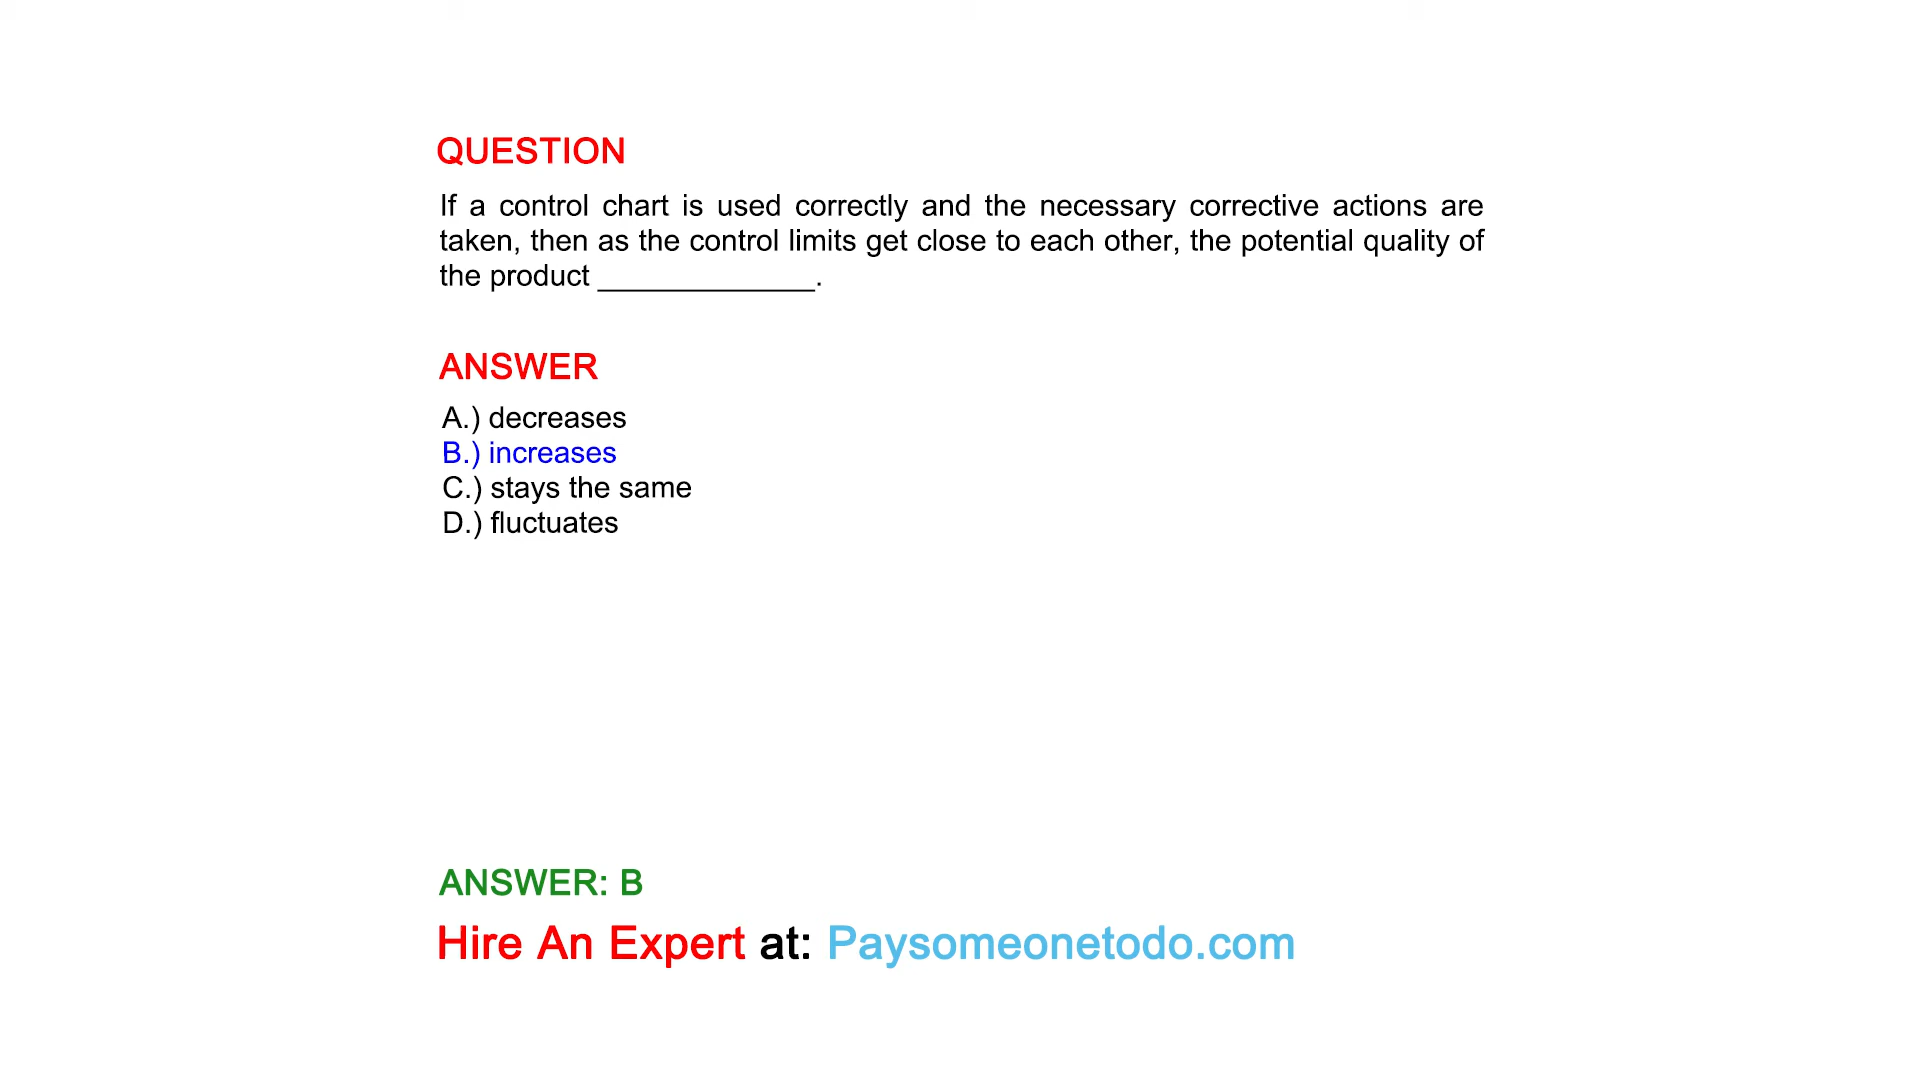 QUESTION
If a control chart is used correctly and the necessary corrective actions are
taken, then as the control limits get close to each other, the potential quality of
the product _____________.
ANSWER
A.) decreases
B.) increases
C.) stays the same
D.) fluctuates
ANSWER: B
Hire An Expert at: Paysomeonetodo.com